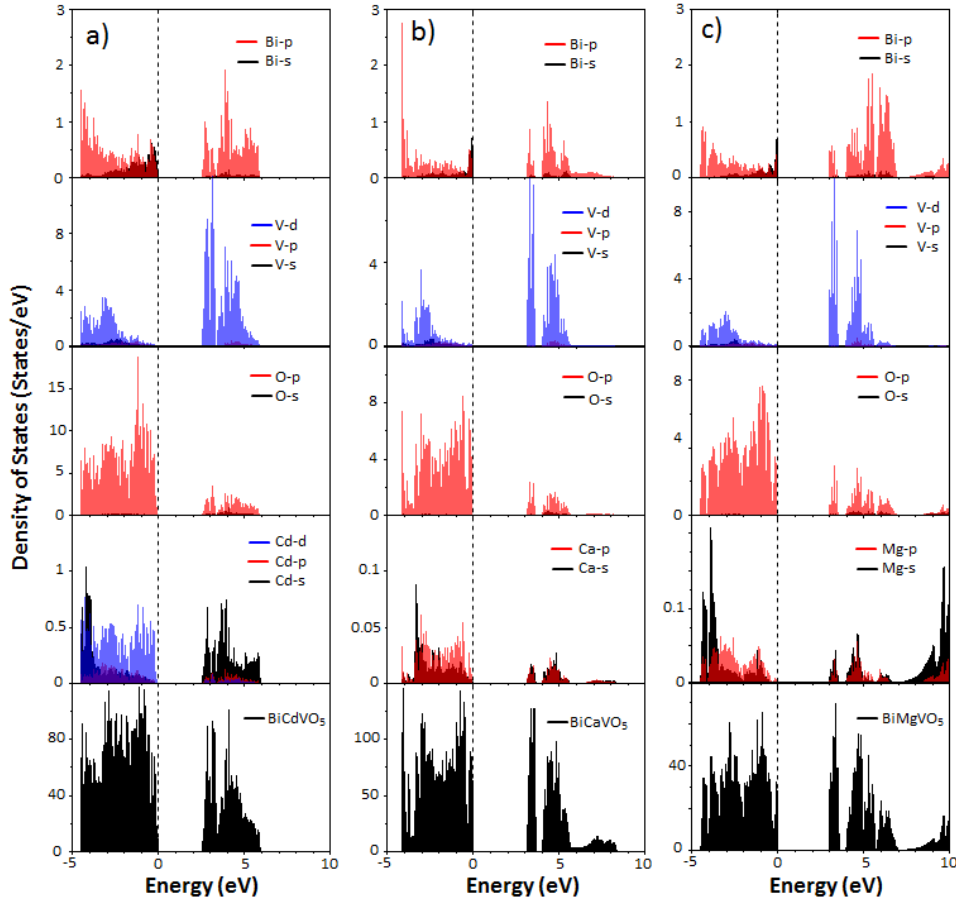 a)
3
2
1
0
Bi-p
Bi-s
8
4
0
V-d
V-p
V-s
15
10
5
0
O-p
O-s
1
0.5
0
Cd-d
Cd-p
Cd-s
80
40
0
BiCdVO₅
-5 0 5 10
Energy (eV)
b)
3
2
1
0
Bi-p
Bi-s
4
0
V-d
V-p
V-s
8
4
0
O-p
O-s
0.1
0.05
0
Ca-p
Ca-s
100
50
0
BiCaVO₅
-5 0 5 10
Energy (eV)
c)
3
2
1
0
Bi-p
Bi-s
8
4
0
V-d
V-p
V-s
8
4
0
O-p
O-s
0.1
0
Mg-p
Mg-s
40
0
BiMgVO₅
-5 0 5 10
Energy (eV)
Density of States (States/eV)